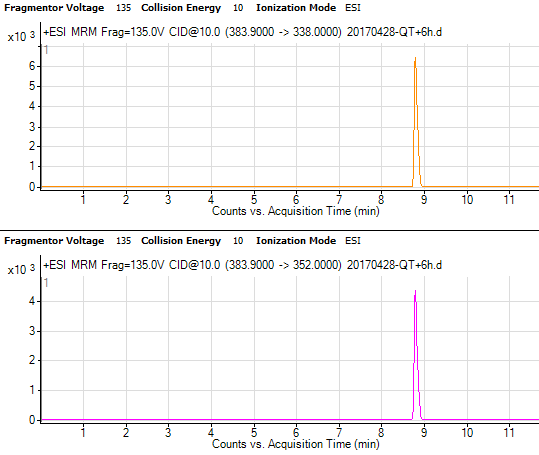 Fragmentor Voltage 135 Collision Energy 10 Ionization Mode ESI
x10 3 +ESI MRM Frag=135.0V CID@10.0 (383.9000 -> 338.0000) 20170428-QT+6h.d
1
6
5
4
3
2
1
0
1 2 3 4 5 6 7 8 9 10 11
Counts vs. Acquisition Time (min)
Fragmentor Voltage 135 Collision Energy 10 Ionization Mode ESI
x10 3 +ESI MRM Frag=135.0V CID@10.0 (383.9000 -> 352.0000) 20170428-QT+6h.d
1
4
3
2
1
0
1 2 3 4 5 6 7 8 9 10 11
Counts vs. Acquisition Time (min)